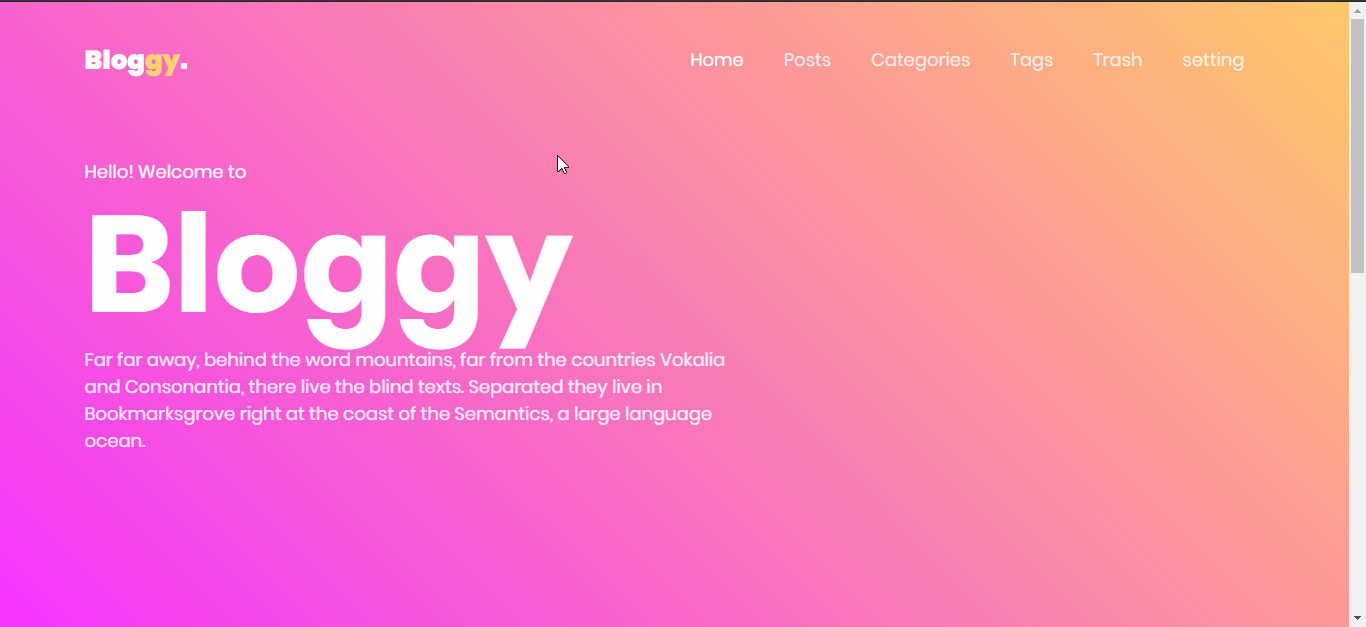 Bloggy.
Home Posts Categories Tags Trash setting
Hello! Welcome to
Bloggy
Far far away, behind the word mountains, far from the countries Vokalia
and Consonantia, there live the blind texts. Separated they live in
Bookmarksgrove right at the coast of the Semantics, a large language
ocean.